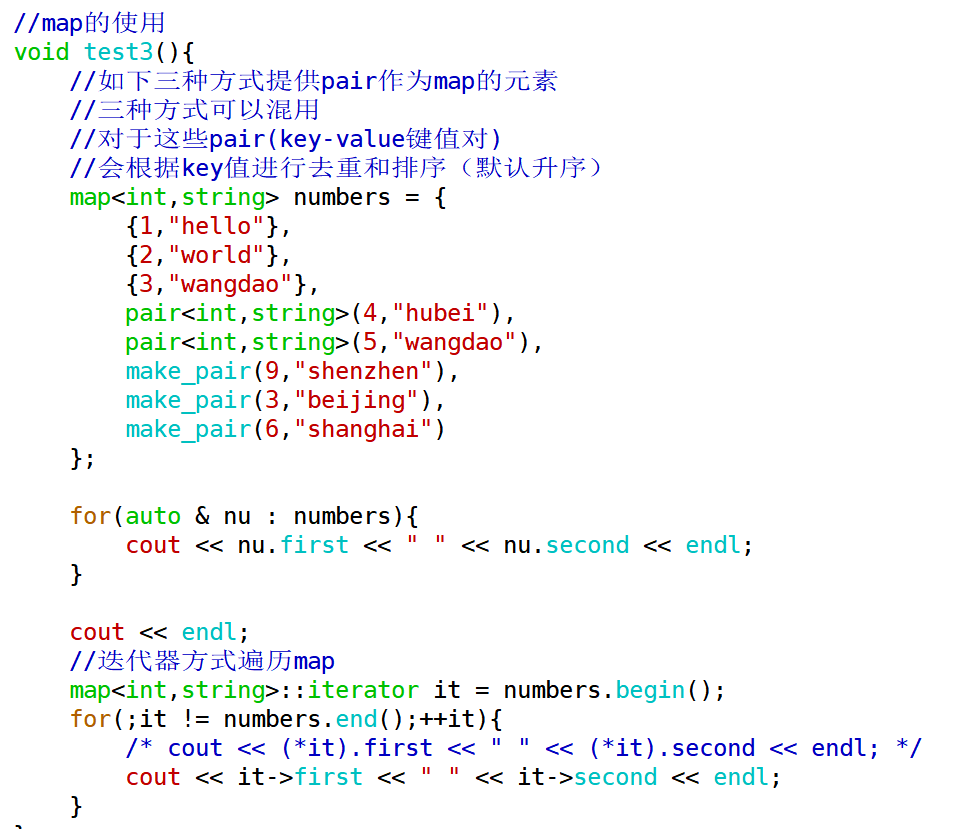 //map的使用
void test3(){
    //如下三种方式提供pair作为map的元素
    //三种方式可以混用
    //对于这些pair(key-value键值对)
    //会根据key值进行去重和排序（默认升序）
    map<int,string> numbers = {
        {1,"hello"},
        {2,"world"},
        {3,"wangdao"},
        pair<int,string>(4,"hubei"),
        pair<int,string>(5,"wangdao"),
        make_pair(9,"shenzhen"),
        make_pair(3,"beijing"),
        make_pair(6,"shanghai")
    };
    for(auto & nu : numbers){
        cout << nu.first << " " << nu.second << endl;
    }
    cout << endl;
    //迭代器方式遍历map
    map<int,string>::iterator it = numbers.begin();
    for(;it != numbers.end();++it){
        /* cout << (*it).first << " " << (*it).second << endl; */
        cout << it->first << " " << it->second << endl;
    }